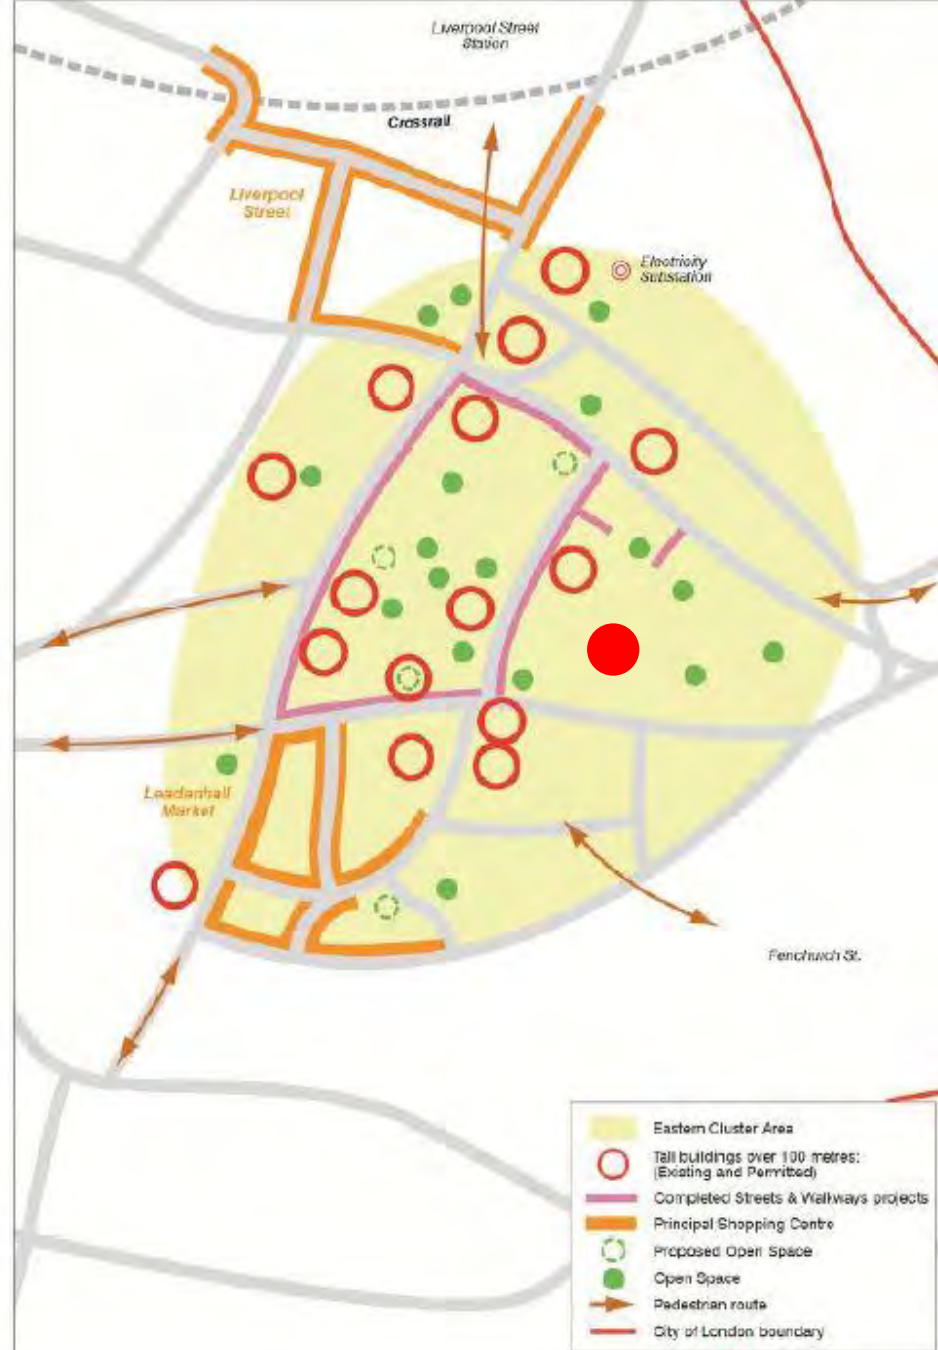 Liverpool Street
Station
Crossrail
Liverpool
Street
Electricity
Substation
Leadenhall
Market
Fenchurch St.
Eastern Cluster Area
Tall buildings over 100 metres:
(Existing and Permitted)
Completed Streets & Walkways projects
Principal Shopping Centre
Proposed Open Space
Open Space
Pedestrian route
City of London boundary